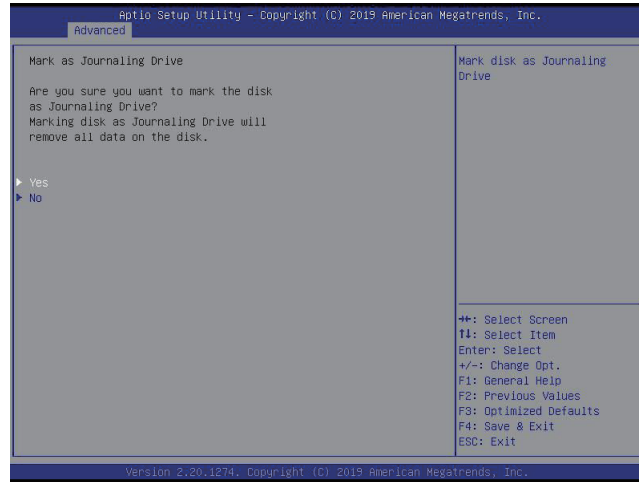 Aptio Setup Utility – Copyright (C) 2019 American Megatrends, Inc.
Advanced
Mark as Journaling Drive
Are you sure you want to mark the disk
as Journaling Drive?
Marking disk as Journaling Drive will
remove all data on the disk.
Yes
No
Mark disk as Journaling
Drive
→←: Select Screen
↑↓: Select Item
Enter: Select
+/-: Change Opt.
F1: General Help
F2: Previous Values
F3: Optimized Defaults
F4: Save & Exit
ESC: Exit
Version 2.20.1274. Copyright (C) 2019 American Megatrends, Inc.